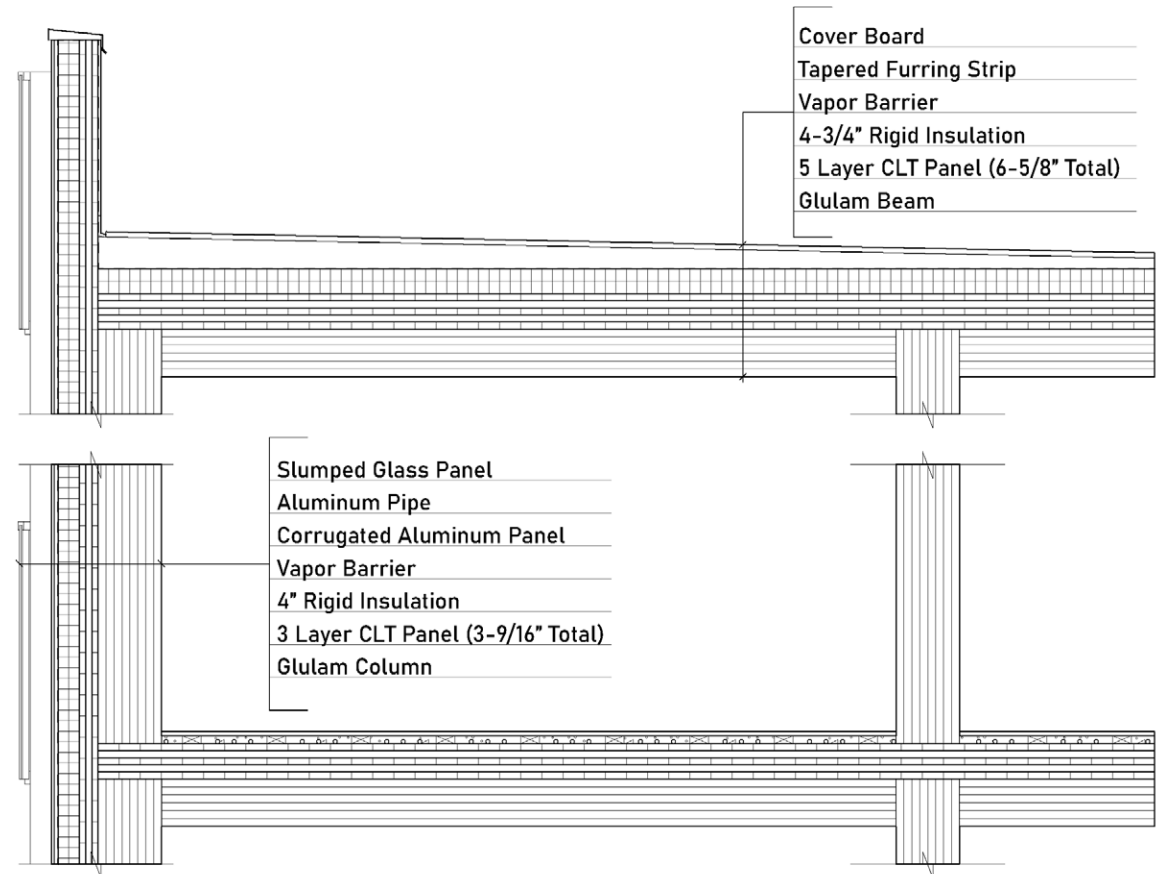 Cover Board
Tapered Furring Strip
Vapor Barrier
4-3/4” Rigid Insulation
5 Layer CLT Panel (6-5/8” Total)
Glulam Beam
Slumped Glass Panel
Aluminum Pipe
Corrugated Aluminum Panel
Vapor Barrier
4” Rigid Insulation
3 Layer CLT Panel (3-9/16” Total)
Glulam Column